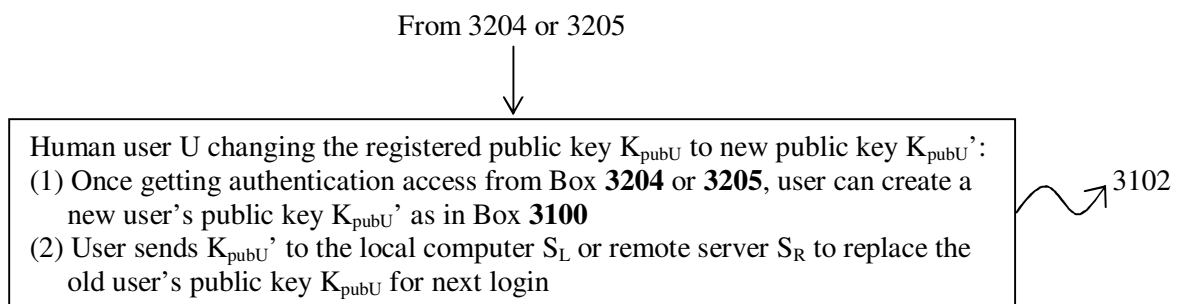 From 3204 or 3205
Human user U changing the registered public key KpubU to new public key KpubU’:
(1) Once getting authentication access from Box 3204 or 3205, user can create a
new user’s public key KpubU’ as in Box 3100
3102
(2) User sends KpubU’ to the local computer SL or remote server SR to replace the
old user’s public key KpubU for next login